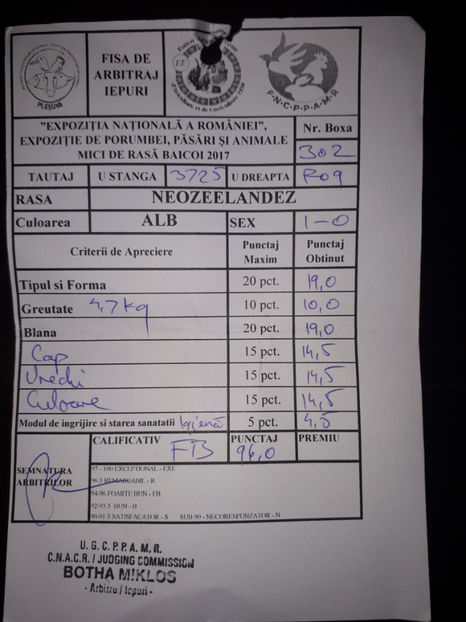 FISA DE
ARBITRAJ
IEPURI
PLESUVA
F-N-C-P-P-A-M-R
"EXPOZIȚIA NAȚIONALĂ A ROMÂNIEI",
EXPOZIȚIE DE PORUMBEI, PĂSĂRI ȘI ANIMALE
MICI DE RASĂ BAICOI 2017
Nr. Boxa
302
TAUTAJ U STANGA 3725 U DREAPTA R09
RASA NEOZEELANDEZ
Culoarea ALB SEX 1-0
Criterii de Apreciere Punctaj Maxim Punctaj Obtinut
Tipul si Forma 20 pct. 19,0
Greutate 4,7 kg 10 pct. 10,0
Blana 20 pct. 19,0
Cap 15 pct. 14,5
Urechi 15 pct. 14,5
Culoare 15 pct. 14,5
Modul de ingrijire si starea sanatatii Igienă 5 pct. 4,5
CALIFICATIV FB PUNCTAJ 96,0 PREMIU
SEMNATURA ARBITRILOR
97 - 100 EXCEPTIONAL - EXE
96.5 REMARCABIL - R
94-96 FOARTE BUN - FB
92-93.5 BUN - B
90-91.5 SATISFACATOR - S SUB 90 - NECORESPUNZATOR - N
U. G. C. P. P. A. M. R.
C.N.A.C.R. / JUDGING COMMISSION
BOTHA MIKLOS
- Arbitru / Iepuri -